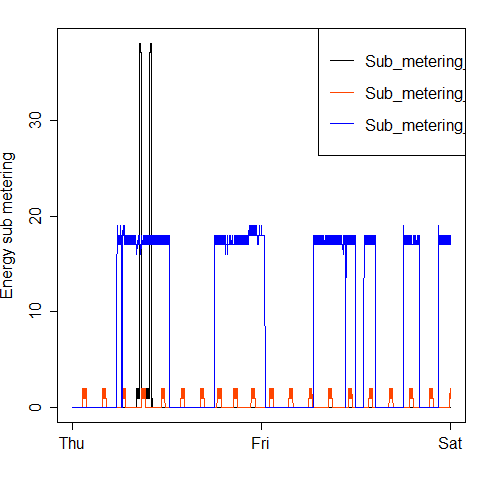 Sub_metering_
Sub_metering_
Sub_metering_
Energy sub metering
30
20
10
0
Thu Fri Sat